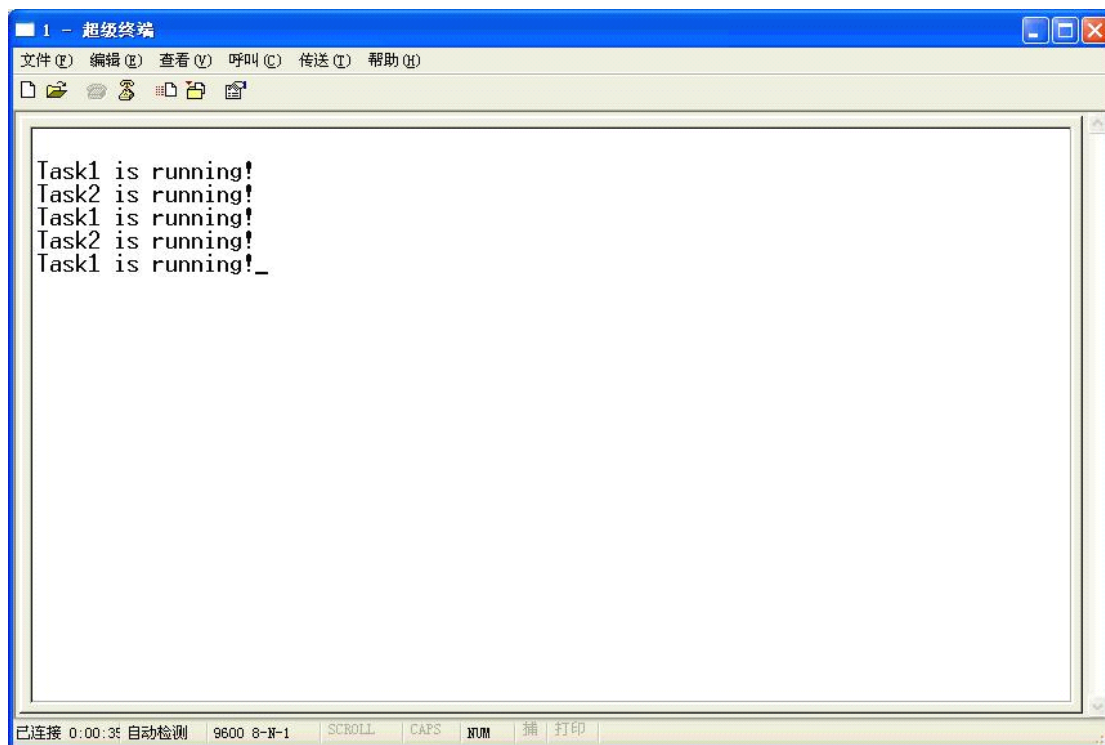 1 - 超级终端
文件(F) 编辑(E) 查看(V) 呼叫(C) 传送(T) 帮助(H)
Task1 is running!
Task2 is running!
Task1 is running!
Task2 is running!
Task1 is running!_
已连接 0:00:35 自动检测 9600 8-N-1 SCROLL CAPS NUM 捕 打印